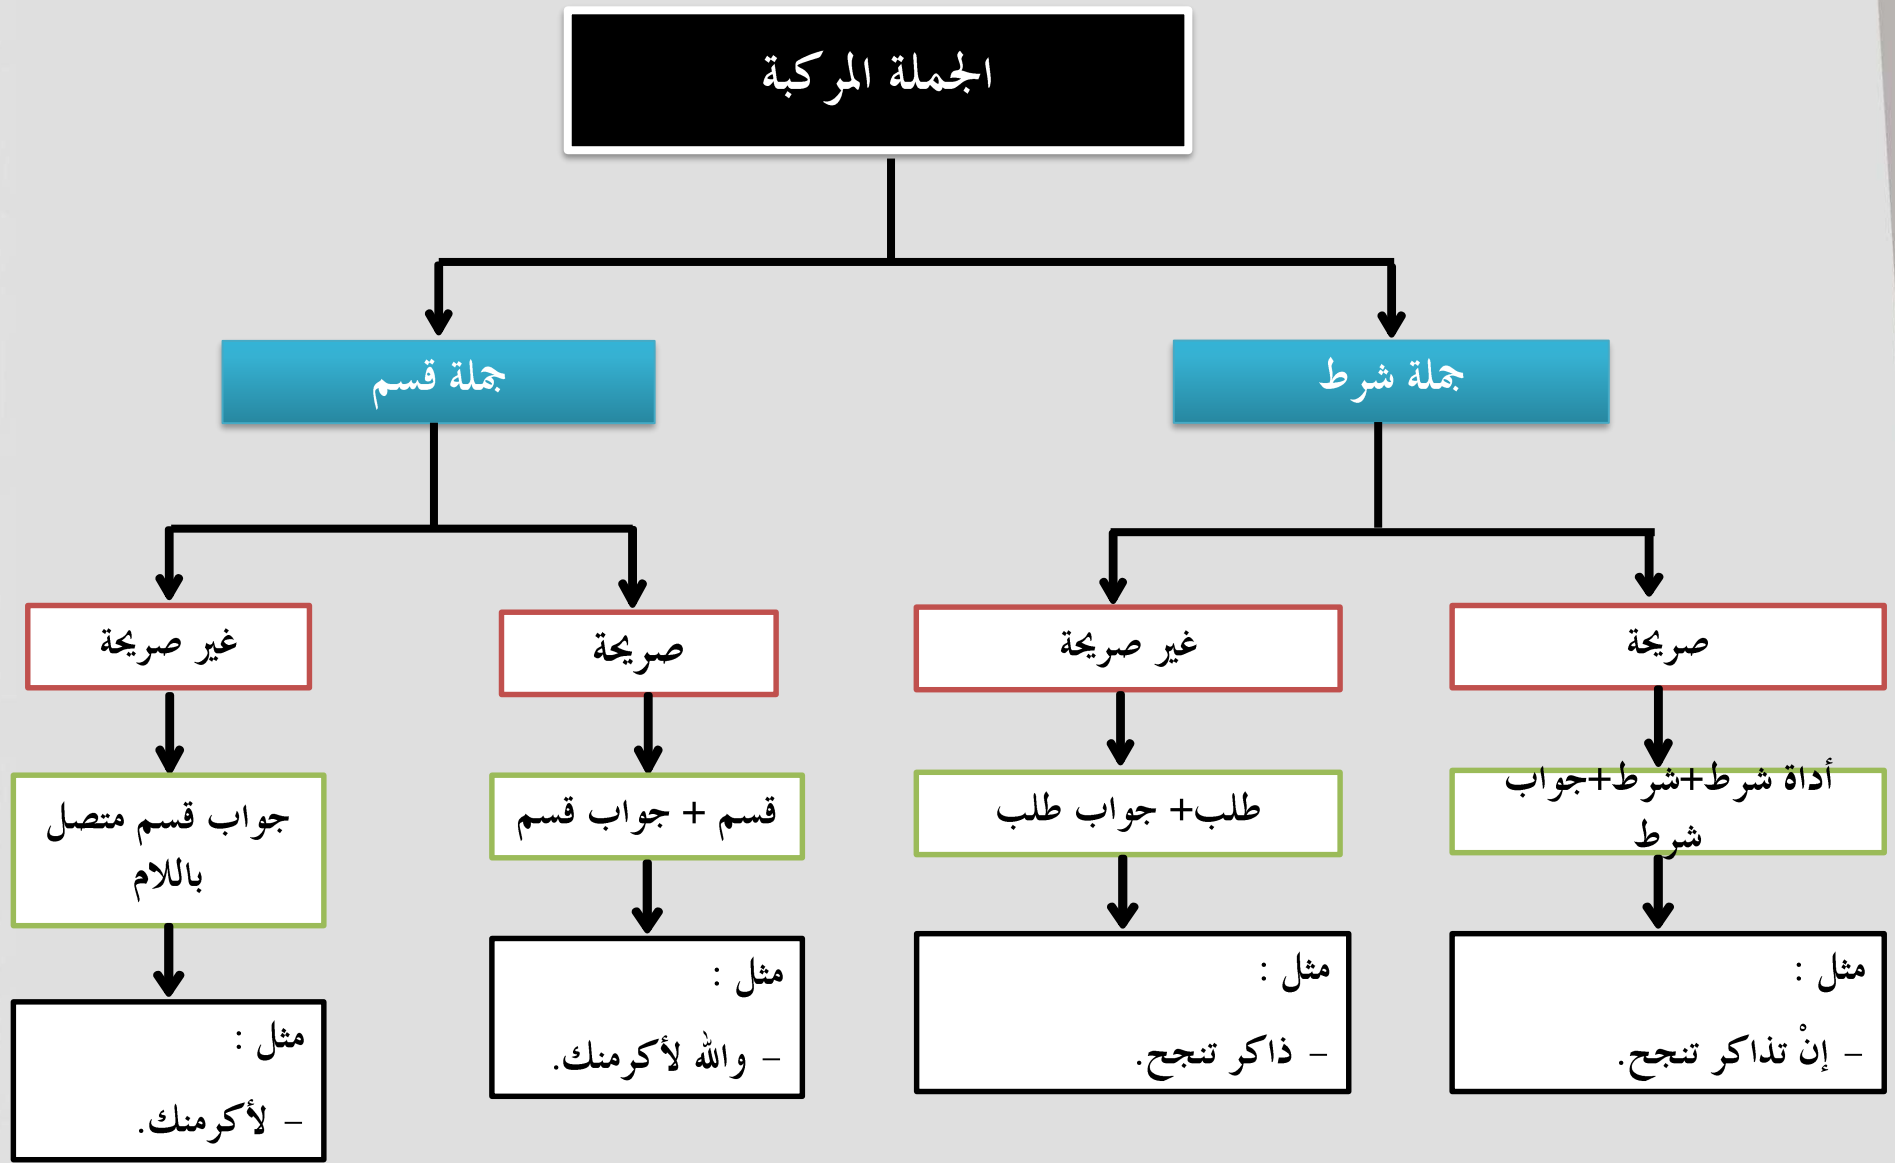 الجملة المركبة
جملة شرط
جملة قسم
صريحة
غير صريحة
صريحة
غير صريحة
أداة شرط+شرط+جواب
شرط
طلب+ جواب طلب
قسم + جواب قسم
جواب قسم متصل
باللام
مثل :
– إنْ تذاكر تنجح.
مثل :
– ذاكر تنجح.
مثل :
– والله لأكرمنك.
مثل :
– لأكرمنك.